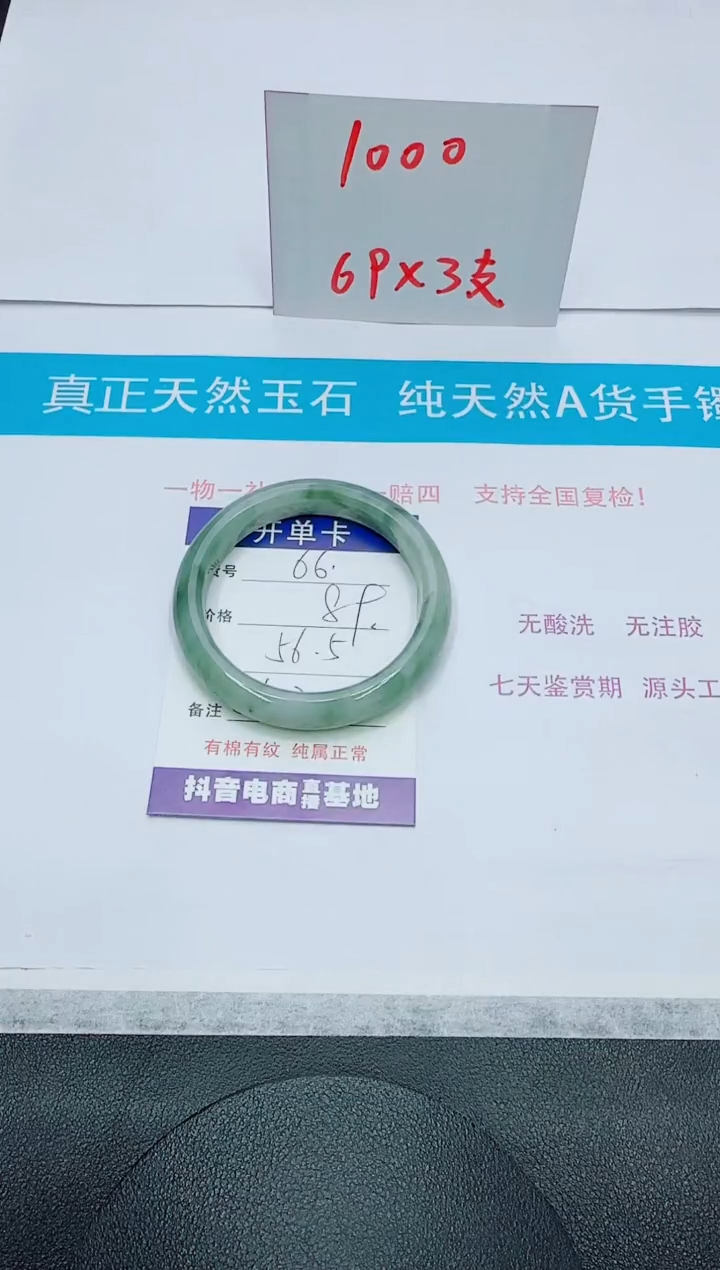 1000
69×3支
真正天然玉石 纯天然A货手镯
一物一 一赔四 支持全国复检!
开单卡
号 66.
价格 89.
56.5
无酸洗 无注胶
七天鉴赏期 源头工
备注
有棉有纹 纯属正常
抖音电商直播基地